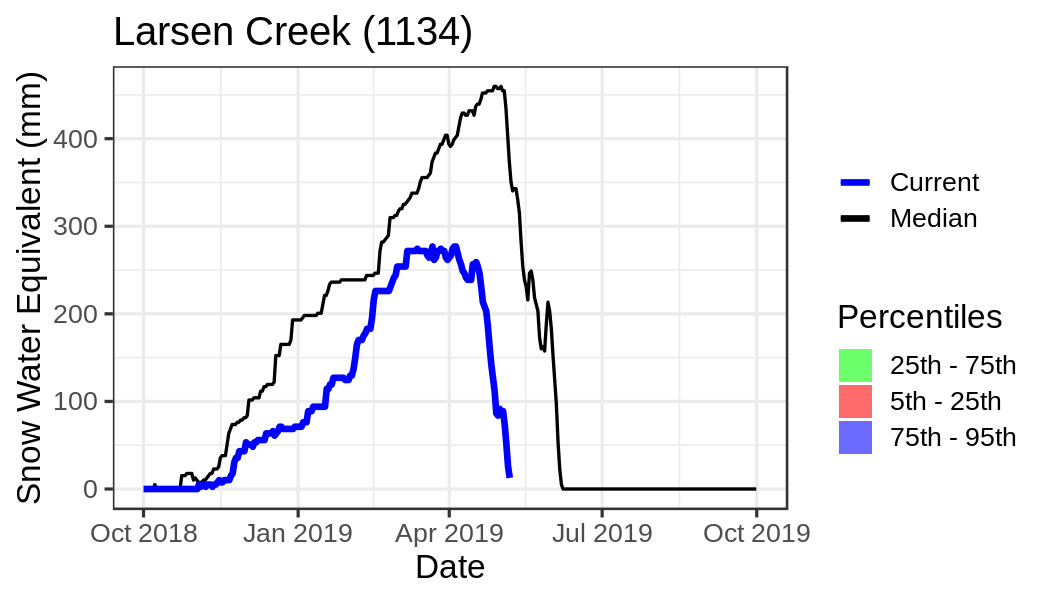 Larsen Creek (1134)
Snow Water Equivalent (mm)
400
300
200
100
0
Oct 2018
Jan 2019
Apr 2019
Jul 2019
Oct 2019
Date
Current
Median
Percentiles
25th - 75th
5th - 25th
75th - 95th